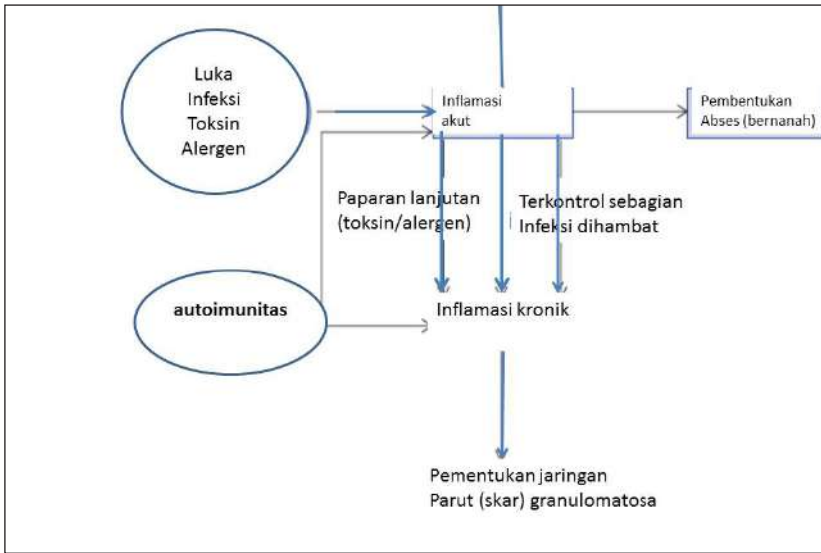 Luka
Infeksi
Toksin
Alergen
Inflamasi
akut
Pembentukan
Abses (bernanah)
Paparan lanjutan
(toksin/alergen)
Terkontrol sebagian
Infeksi dihambat
autoimunitas
Inflamasi kronik
Pementukan jaringan
Parut (skar) granulomatosa